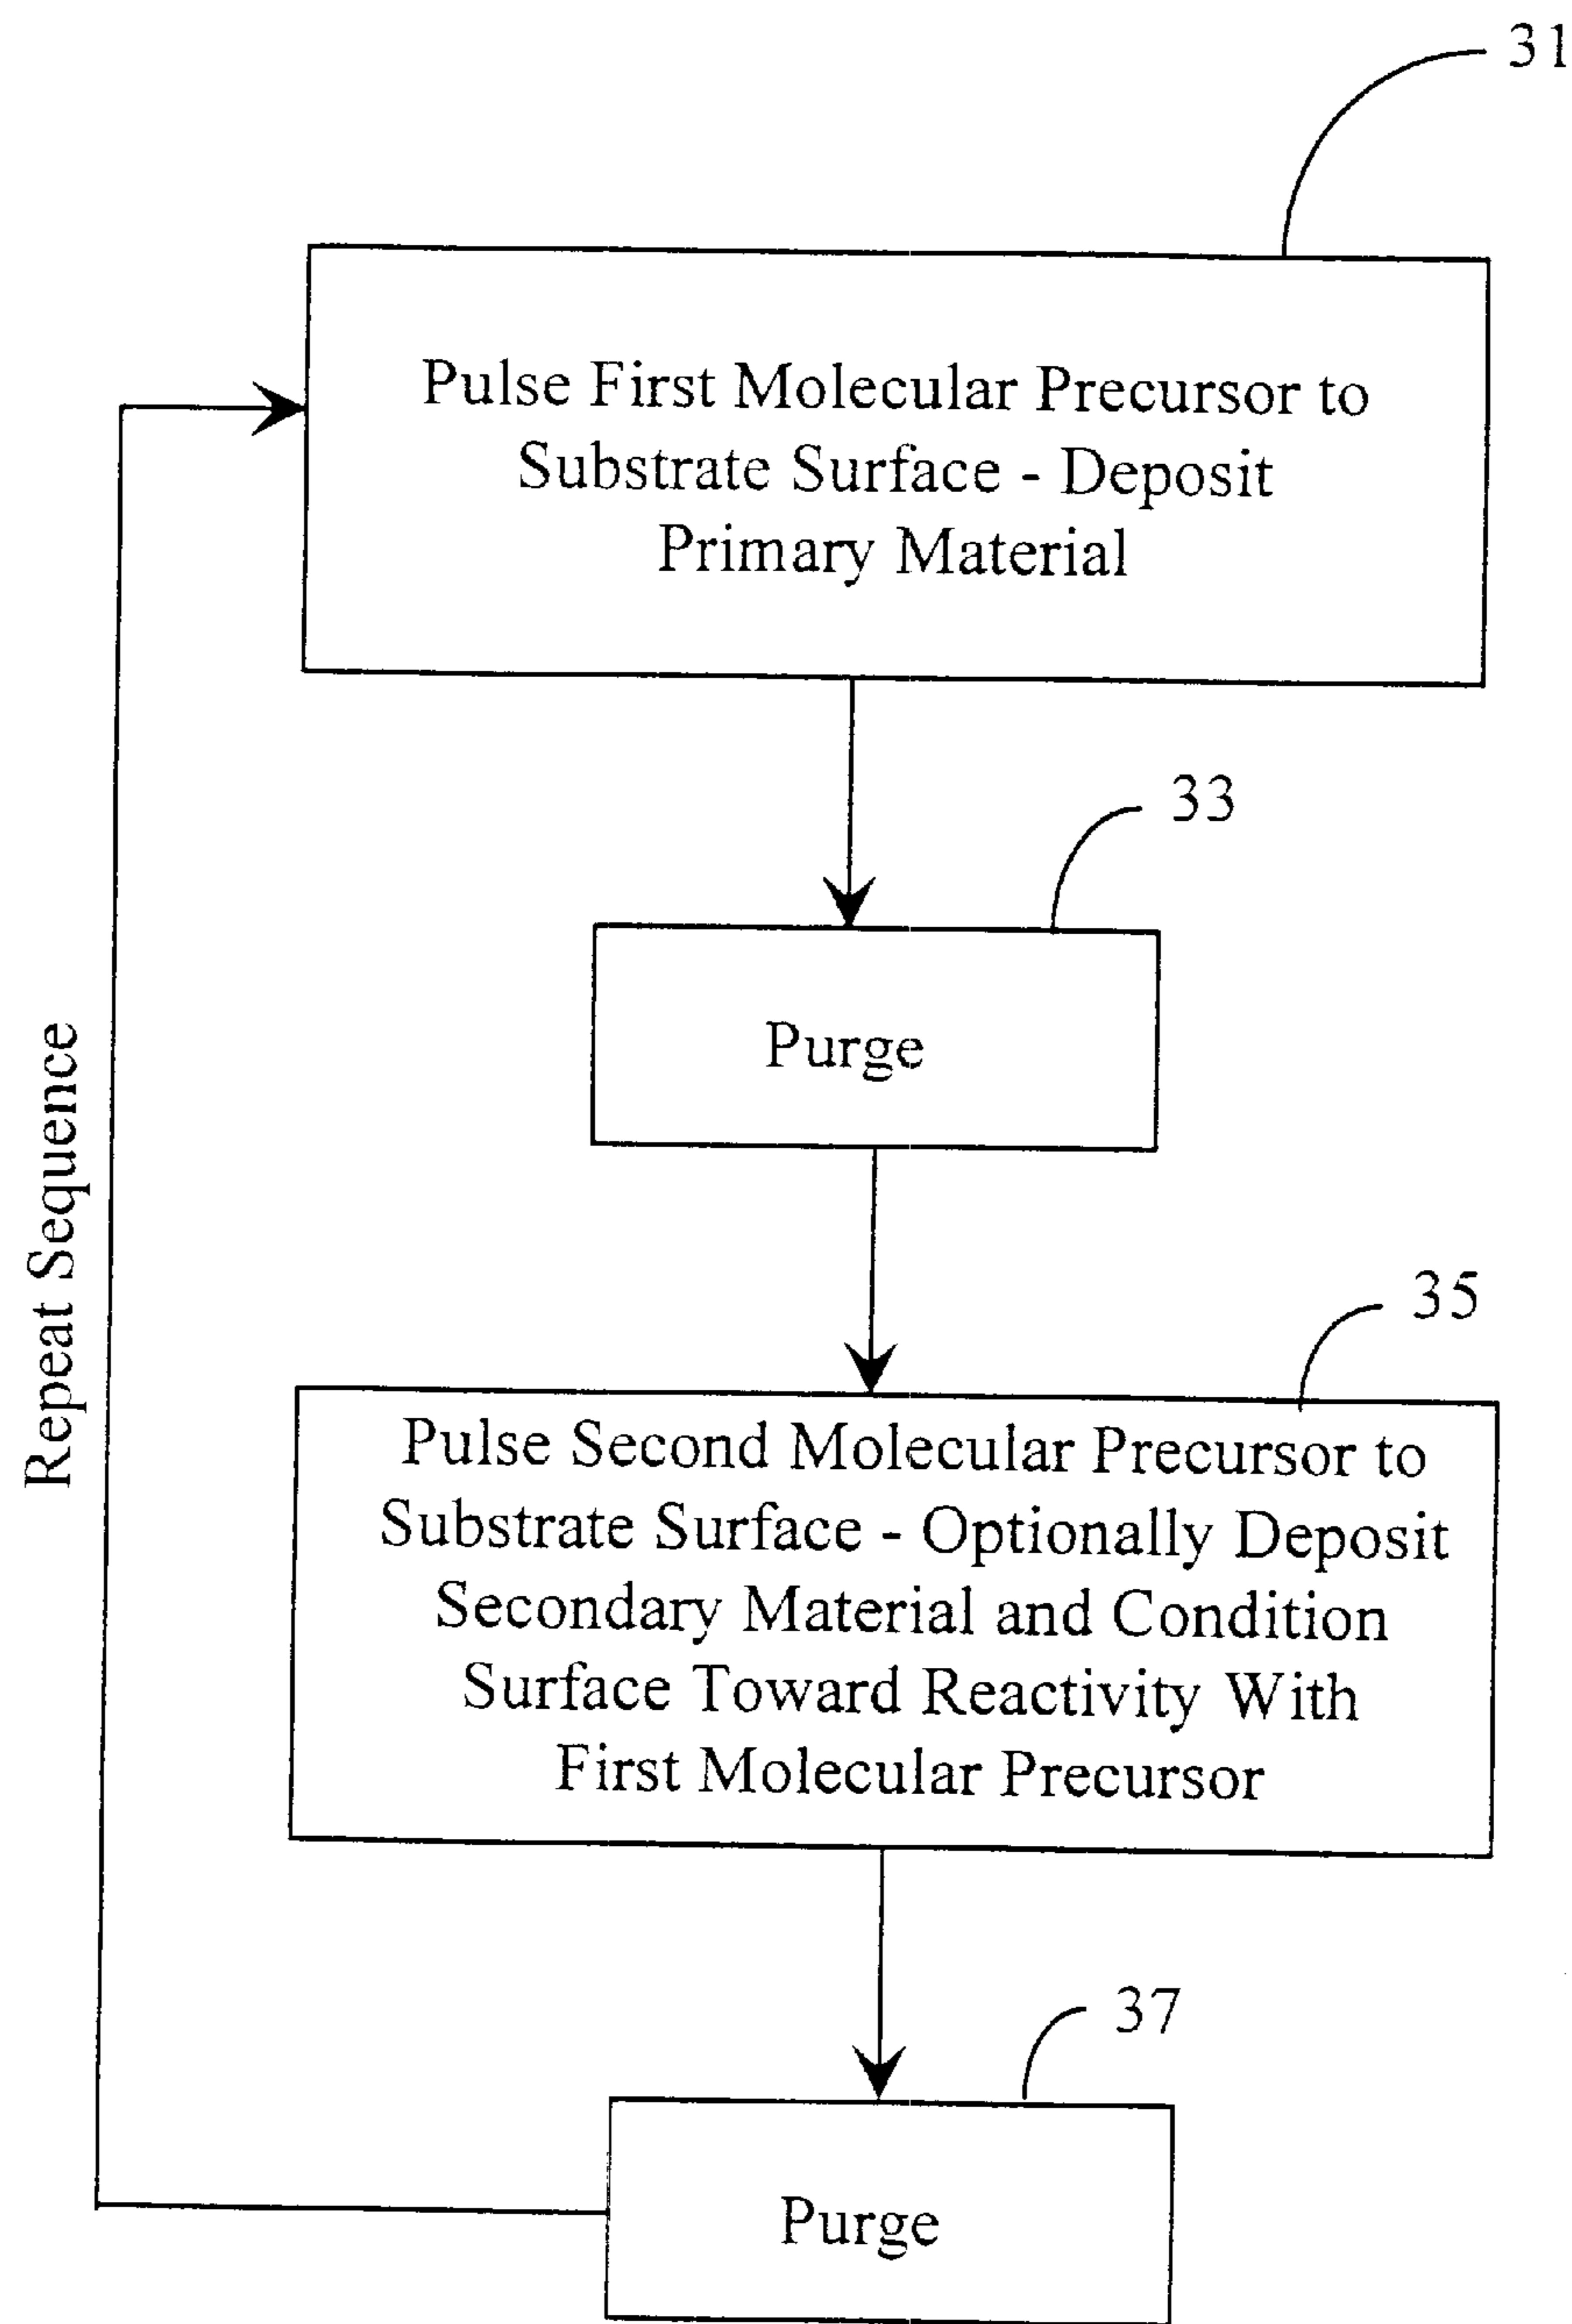 31
Pulse First Molecular Precursor to
Substrate Surface - Deposit
Primary Material
33
Purge
Repeat Sequence
35
Pulse Second Molecular Precursor to
Substrate Surface - Optionally Deposit
Secondary Material and Condition
Surface Toward Reactivity With
First Molecular Precursor
37
Purge